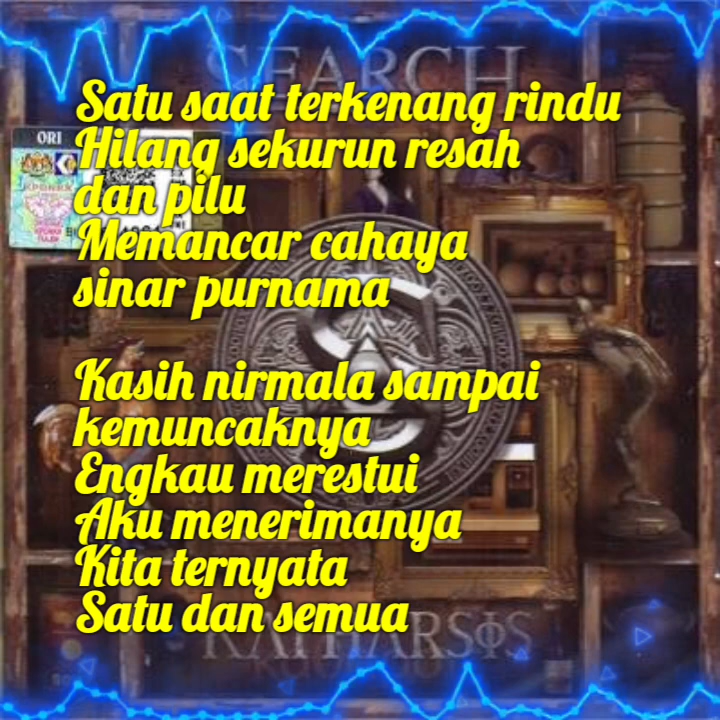 SEARCH
Satu saat terkenang rindu
ORI
Hilang sekurun resah
dan pilu
Memancar cahaya
sinar purnama
Kasih nirmala sampai
kemuncaknya
Engkau merestui
Aku menerimanya
Kita ternyata
Satu dan semua
KATHARSIS